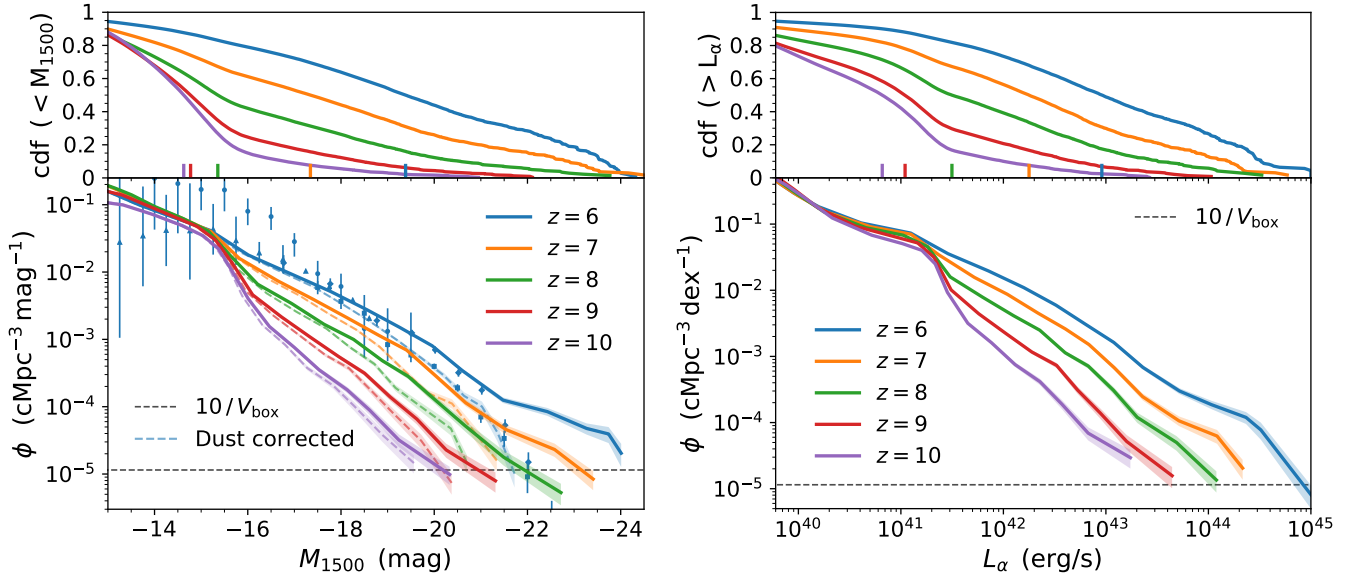 cdf ( < M₁₅₀₀)
1
0.8
0.6
0.4
0.2
0
ϕ (cMpc⁻³ mag⁻¹)
10⁻¹
10⁻²
10⁻³
10⁻⁴
10⁻⁵
z = 6
z = 7
z = 8
z = 9
z = 10
10 / V_box
Dust corrected
−14
−16
−18
−20
−22
−24
M₁₅₀₀ (mag)
cdf ( > L_α)
1
0.8
0.6
0.4
0.2
0
ϕ (cMpc⁻³ dex⁻¹)
10⁻¹
10⁻²
10⁻³
10⁻⁴
10⁻⁵
10 / V_box
z = 6
z = 7
z = 8
z = 9
z = 10
10⁴⁰
10⁴¹
10⁴²
10⁴³
10⁴⁴
10⁴⁵
L_α (erg/s)